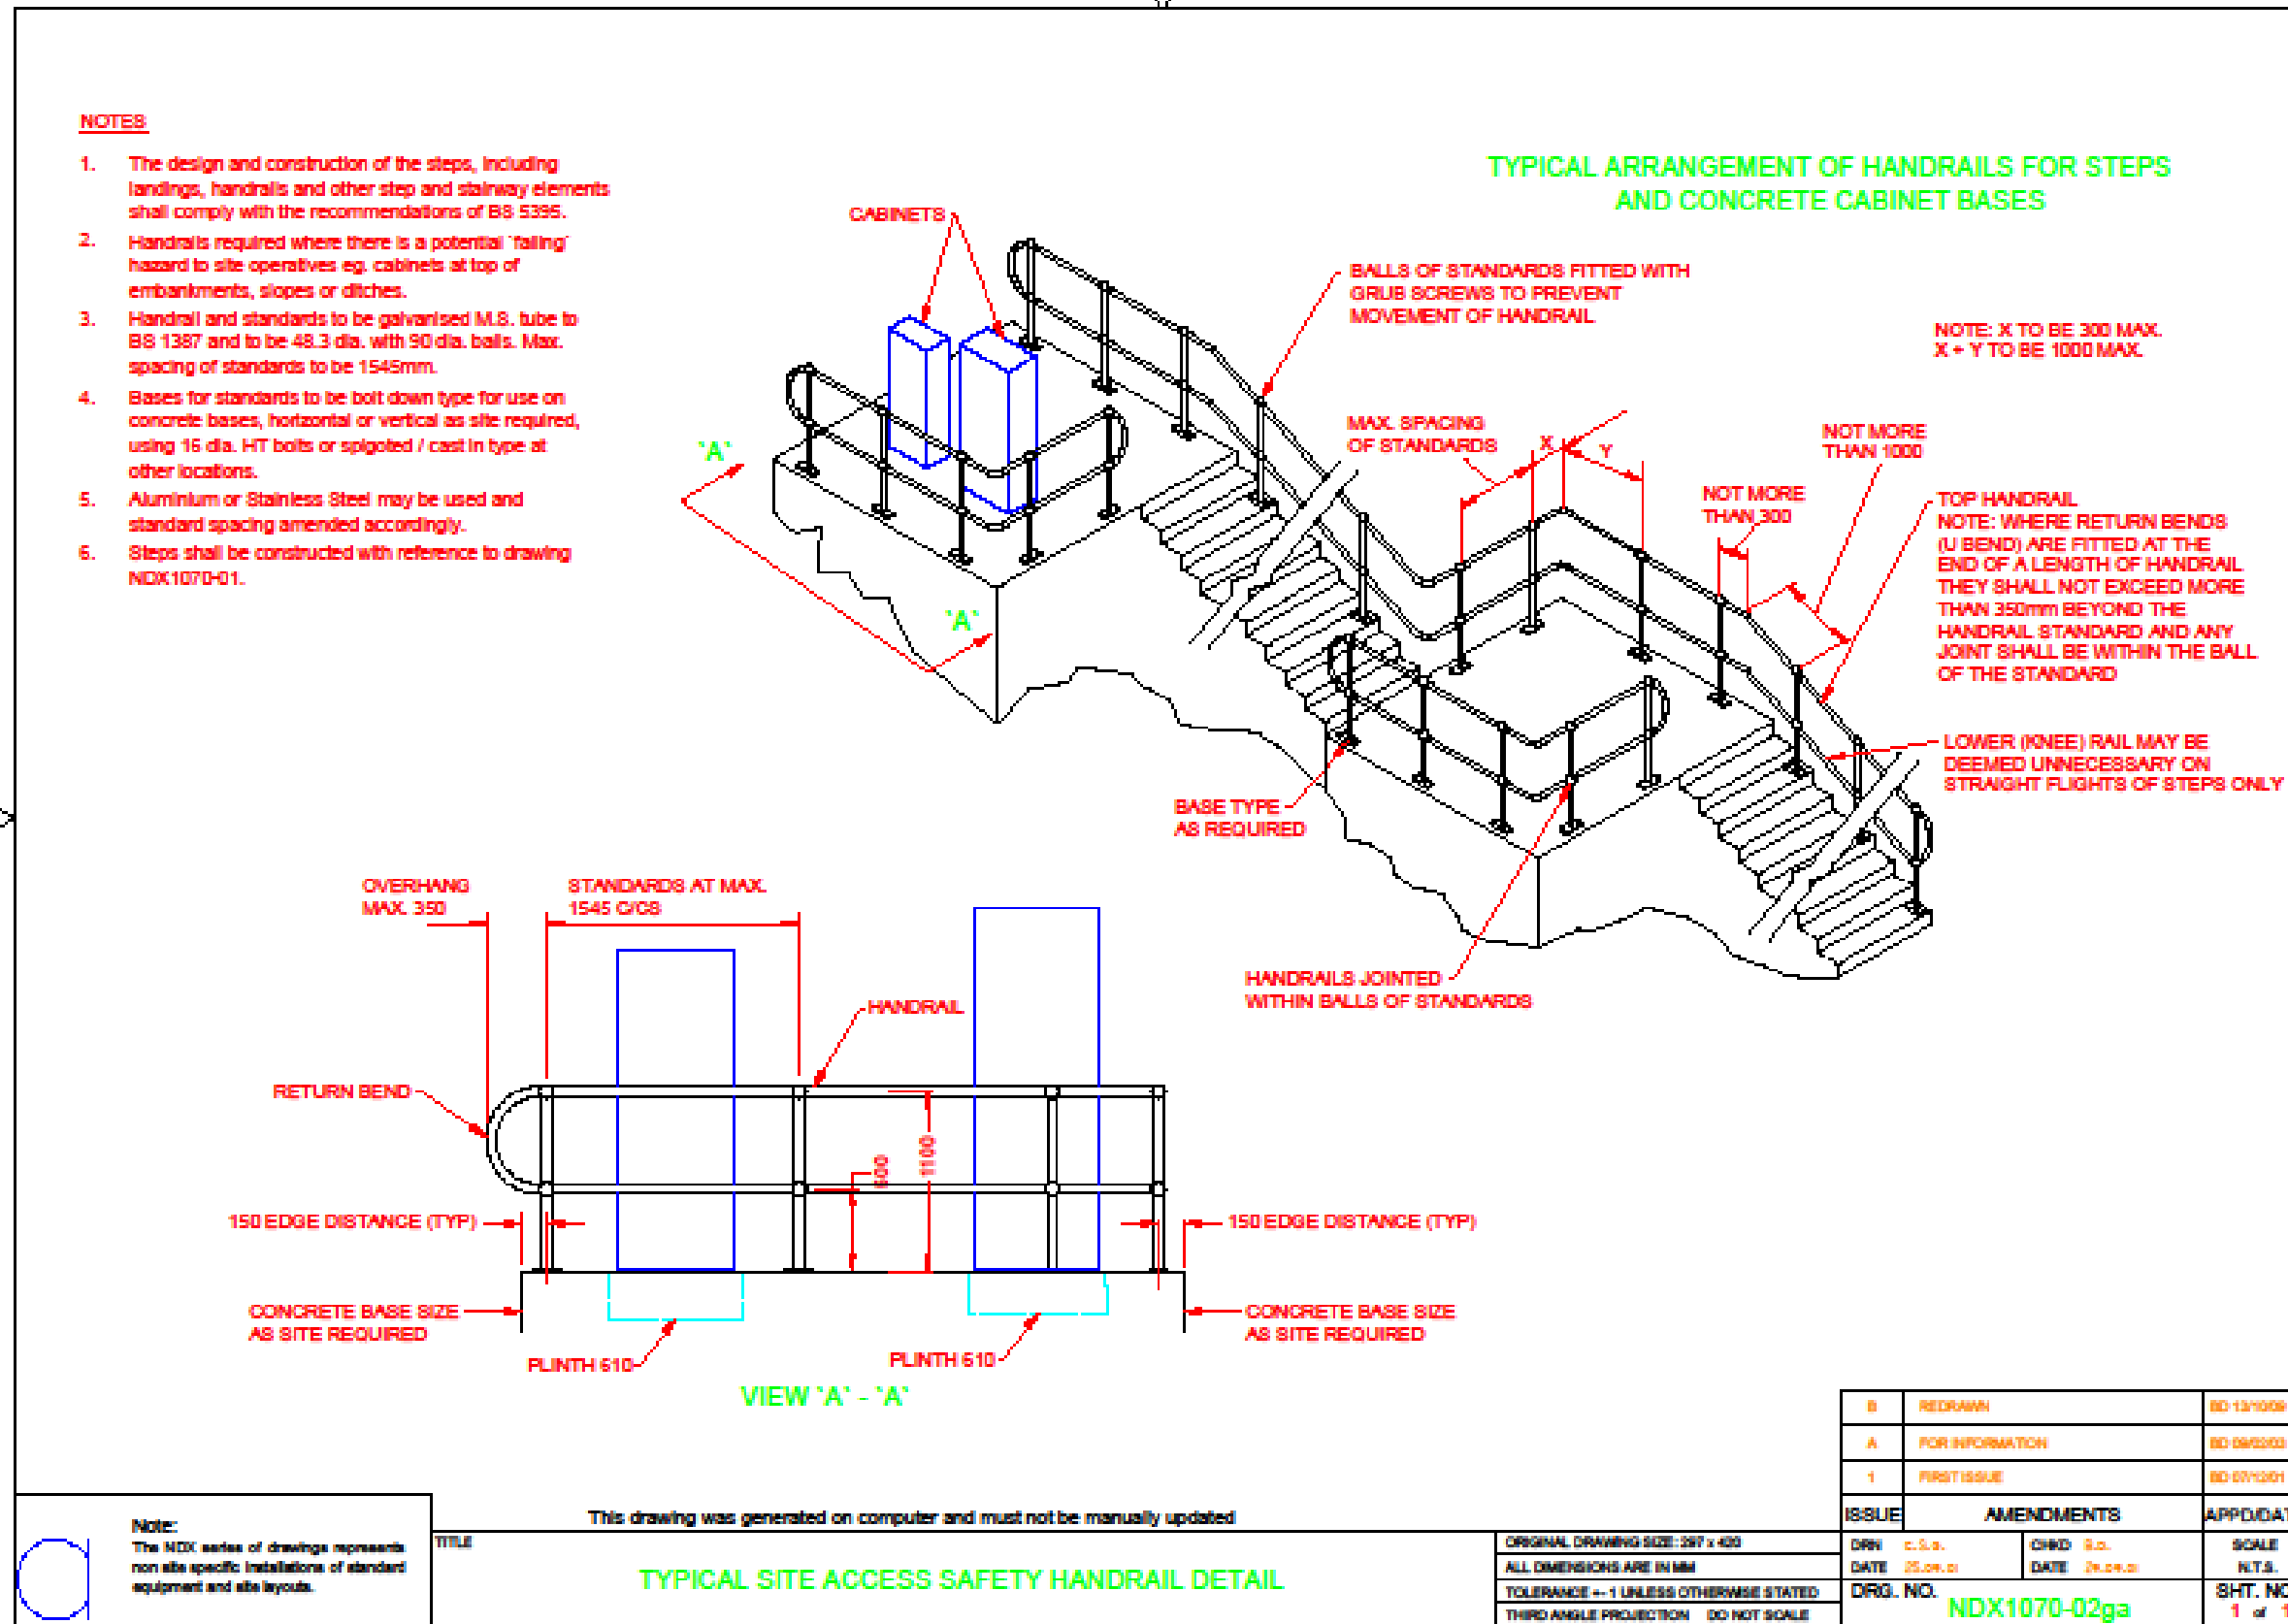 NOTES
1. The design and construction of the steps, including
landings, handrails and other step and stairway elements
shall comply with the recommendations of BS 5395.
2. Handrails required where there is a potential `falling`
hazard to site operatives eg. cabinets at top of
embankments, slopes or ditches.
3. Handrail and standards to be galvanised M.S. tube to
BS 1387 and to be 48.3 dia. with 90 dia. balls. Max.
spacing of standards to be 1545mm.
4. Bases for standards to be bolt down type for use on
concrete bases, horizontal or vertical as site required,
using 16 dia. HT bolts or spigoted / cast in type at
other locations.
5. Aluminium or Stainless Steel may be used and
standard spacing amended accordingly.
6. Steps shall be constructed with reference to drawing
NDX1070-01.
TYPICAL ARRANGEMENT OF HANDRAILS FOR STEPS
AND CONCRETE CABINET BASES
CABINETS
BALLS OF STANDARDS FITTED WITH
GRUB SCREWS TO PREVENT
MOVEMENT OF HANDRAIL
NOTE: X TO BE 300 MAX.
X + Y TO BE 1000 MAX.
MAX. SPACING
OF STANDARDS
X
Y
NOT MORE
THAN 1000
NOT MORE
THAN 300
TOP HANDRAIL
NOTE: WHERE RETURN BENDS
(U BEND) ARE FITTED AT THE
END OF A LENGTH OF HANDRAIL
THEY SHALL NOT EXCEED MORE
THAN 350mm BEYOND THE
HANDRAIL STANDARD AND ANY
JOINT SHALL BE WITHIN THE BALL
OF THE STANDARD
`A`
`A`
LOWER (KNEE) RAIL MAY BE
DEEMED UNNECESSARY ON
STRAIGHT FLIGHTS OF STEPS ONLY
BASE TYPE
AS REQUIRED
HANDRAILS JOINTED
WITHIN BALLS OF STANDARDS
OVERHANG
MAX. 350
STANDARDS AT MAX.
1545 C/CS
HANDRAIL
RETURN BEND
1100
150 EDGE DISTANCE (TYP)
150 EDGE DISTANCE (TYP)
CONCRETE BASE SIZE
AS SITE REQUIRED
CONCRETE BASE SIZE
AS SITE REQUIRED
PLINTH 610
PLINTH 610
VIEW `A` - `A`
B REDRAWN
A FOR INFORMATION
1 FIRST ISSUE
ISSUE AMENDMENTS APPD/DAT
This drawing was generated on computer and must not be manually updated
Note:
The NDX series of drawings represents
non site specific installations of standard
equipment and site layouts.
TITLE
TYPICAL SITE ACCESS SAFETY HANDRAIL DETAIL
ORIGINAL DRAWING SIZE: 297 x 420
ALL DIMENSIONS ARE IN MM
TOLERANCE +- 1 UNLESS OTHERWISE STATED
THIRD ANGLE PROJECTION DO NOT SCALE
DRN CHKD SCALE
DATE DATE N.T.S.
DRG. NO. SHT. NO
NDX1070-02ga 1 of 1